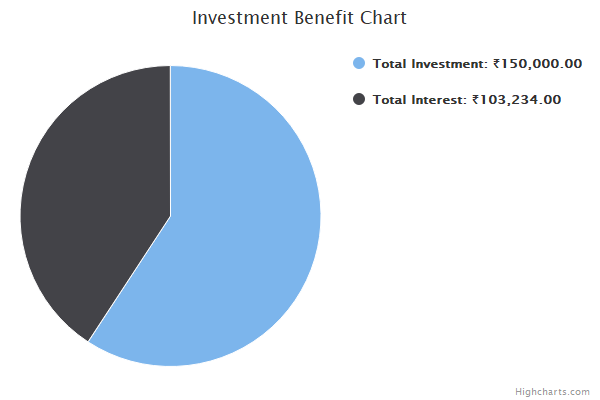 Investment Benefit Chart
Total Investment: ₹150,000.00
Total Interest: ₹103,234.00
Highcharts.com